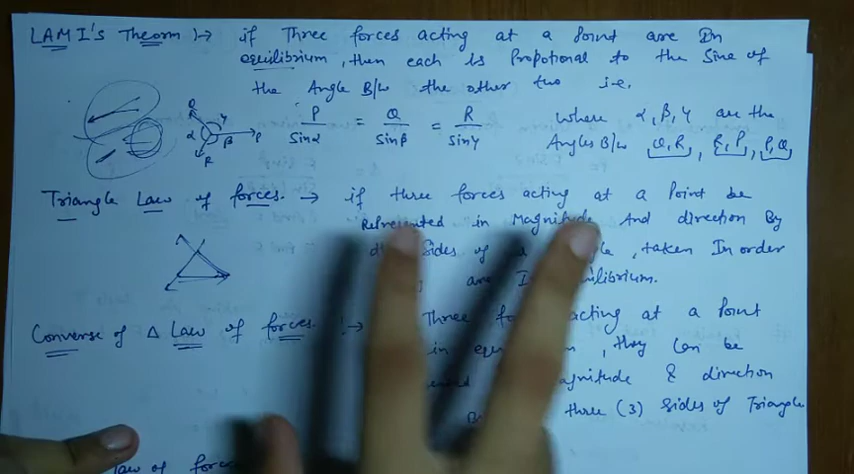 LAMI's Theorm :→ if Three forces acting at a point are In
equilibrium, then each is Propotional to the Sine of
the Angle B/w the other two i.e,
P/Sinα = Q/Sinβ = R/Sinγ
where α, β, γ are the
Angles B/w Q,R, R,P, P,Q,
Q γ α β P R
Triangle Law of forces. → if three forces acting at a Point be
Represented in Magnitude And direction By
Sides of, taken In order
are
Converse of Δ Law of forces. :→ Three acting at a Point
in, they Can be
magnitude & direction
three (3) Sides of Triangle
law of forces